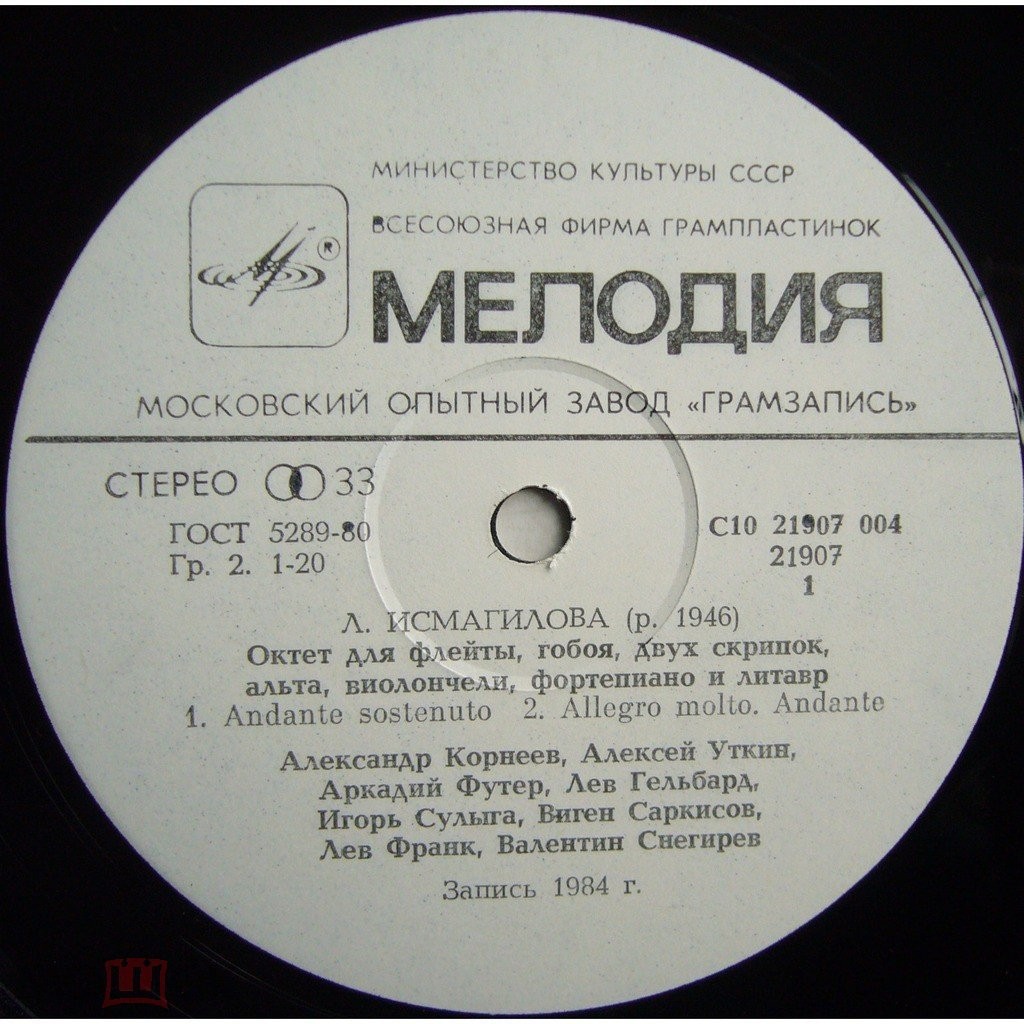 МИНИСТЕРСТВО КУЛЬТУРЫ СССР
ВСЕСОЮЗНАЯ ФИРМА ГРАМПЛАСТИНОК
®
МЕЛОДИЯ
МОСКОВСКИЙ ОПЫТНЫЙ ЗАВОД «ГРАМЗАПИСЬ»
СТЕРЕО 33
ГОСТ 5289-80
Гр. 2. 1-20
С10 21907 004
21907
1
Л. ИСМАГИЛОВА (р. 1946)
Октет для флейты, гобоя, двух скрипок,
альта, виолончели, фортепиано и литавр
1. Andante sostenuto 2. Allegro molto. Andante
Александр Корнеев, Алексей Уткин,
Аркадий Футер, Лев Гельбард,
Игорь Сулыга, Виген Саркисов,
Лев Франк, Валентин Снегирев
Запись 1984 г.